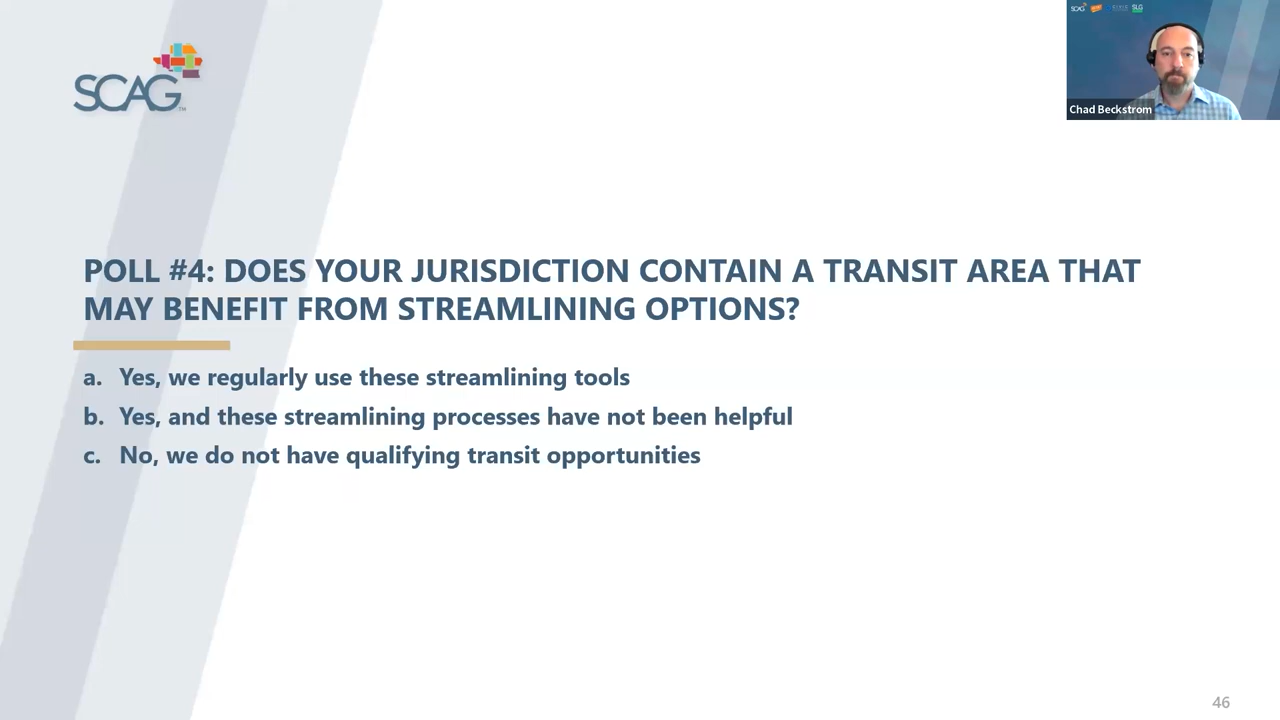 SCAG
SCAG
SLG
Chad Beckstrom
POLL #4: DOES YOUR JURISDICTION CONTAIN A TRANSIT AREA THAT
MAY BENEFIT FROM STREAMLINING OPTIONS?
a. Yes, we regularly use these streamlining tools
b. Yes, and these streamlining processes have not been helpful
c. No, we do not have qualifying transit opportunities
46